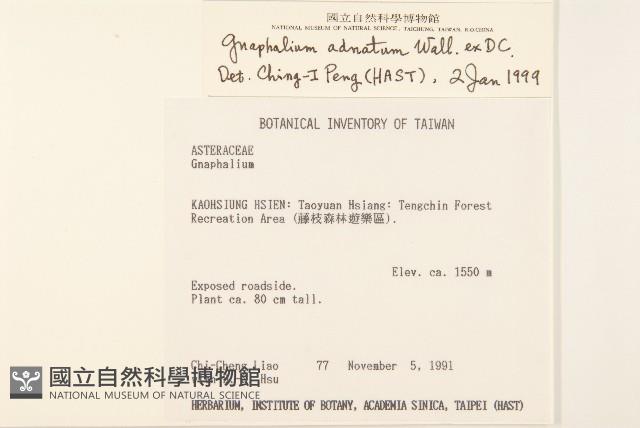 國立自然科學博物館
NATIONAL MUSEUM OF NATURAL SCIENCE, TAICHUNG, TAIWAN, R.O.CHINA
Gnaphalium adnatum Wall. ex DC.
Det. Ching-I Peng (HAST), 2 Jan 1999
BOTANICAL INVENTORY OF TAIWAN
ASTERACEAE
Gnaphalium
KAOHSIUNG HSIEN: Taoyuan Hsiang: Tengchin Forest
Recreation Area (藤枝森林遊樂區).
Elev. ca. 1550 m
Exposed roadside.
Plant ca. 80 cm tall.
Chi-Cheng Liao 77 November 5, 1991
Hsu
國立自然科學博物館
NATIONAL MUSEUM OF NATURAL SCIENCE
HERBARIUM, INSTITUTE OF BOTANY, ACADEMIA SINICA, TAIPEI (HAST)